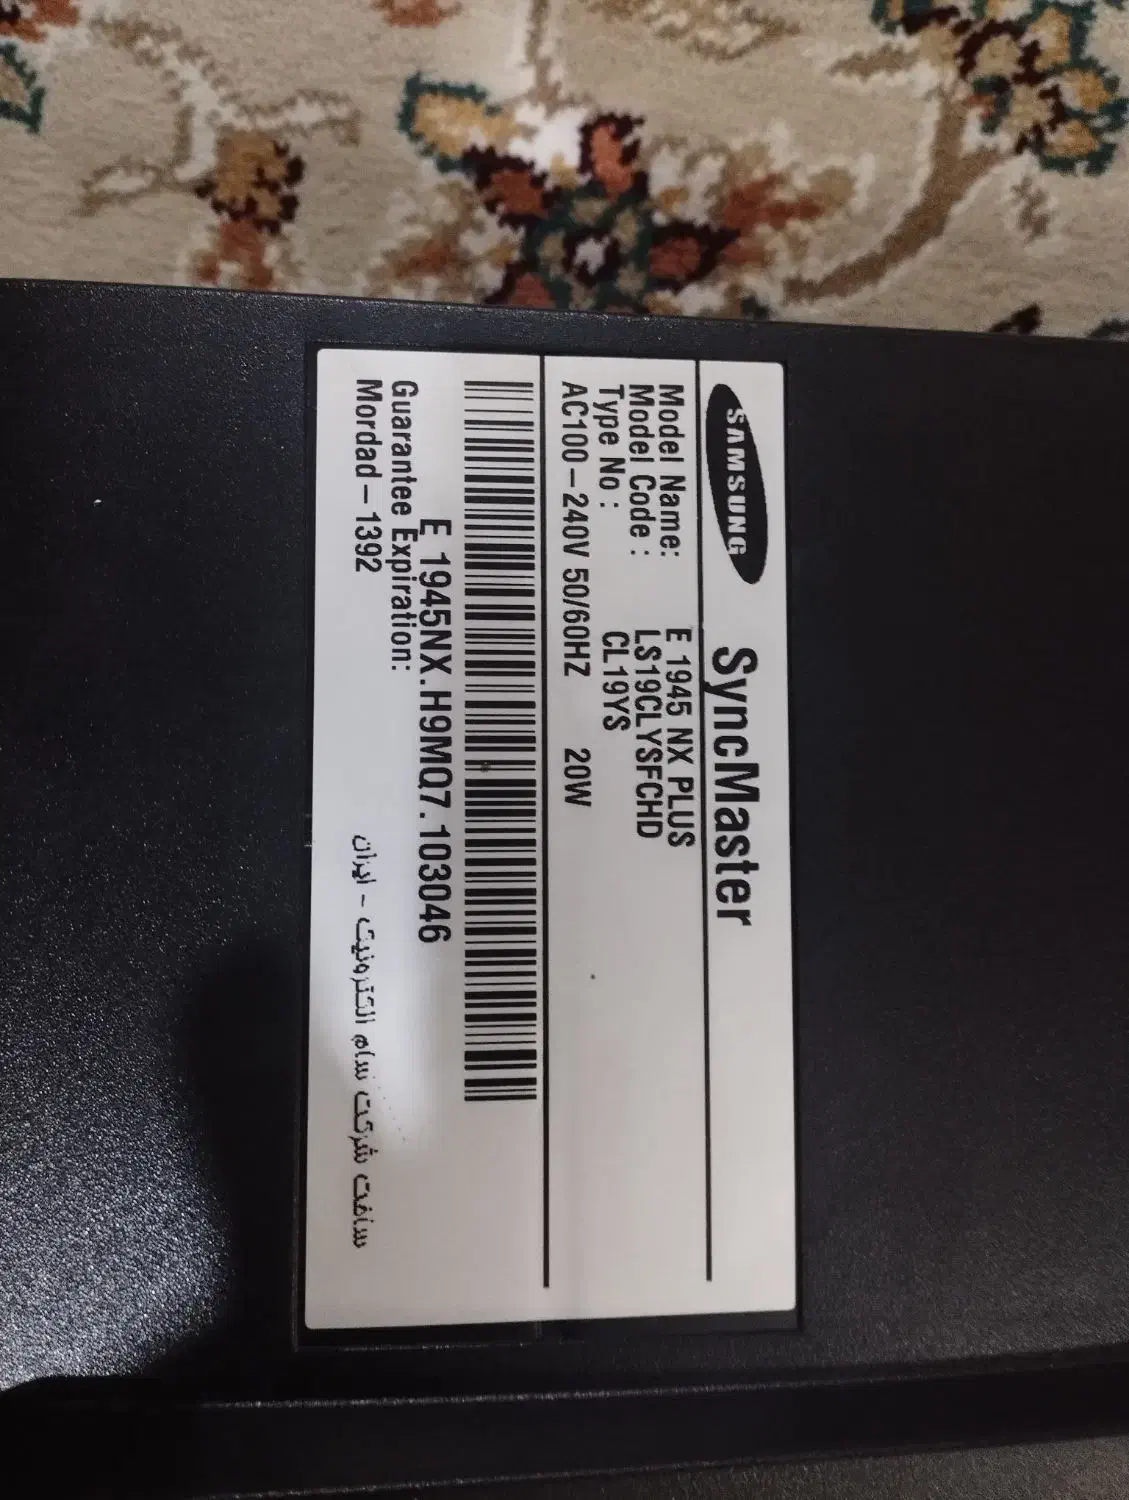 SAMSUNG SyncMaster
Model Name: E 1945 NX PLUS
Model Code : LS19CLYSFCHD
Type No : CL19YS
AC100-240V 50/60HZ 20W
E 1945NX.H9MQ7.103046
Guarantee Expiration:
Mordad-1392
ساخت شرکت سام الکترونیک - ایران